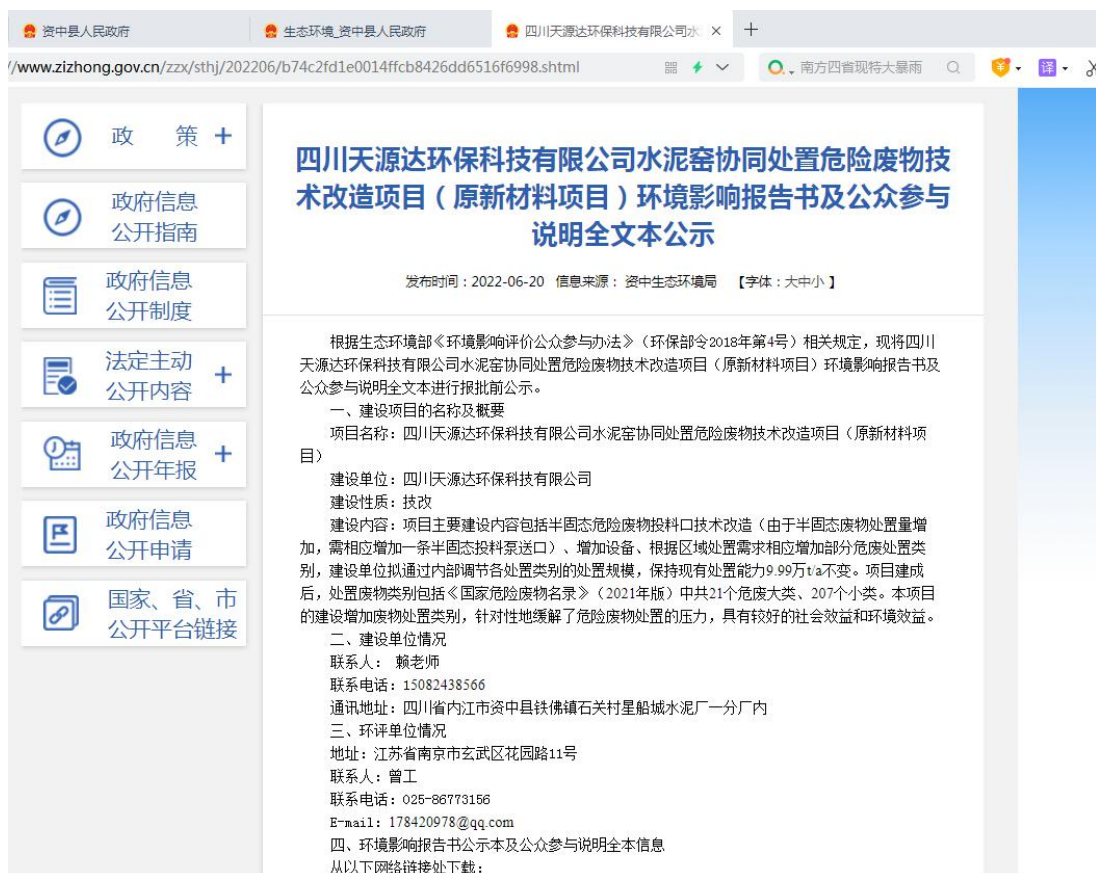 资中县人民政府
生态环境_资中县人民政府
四川天源达环保科技有限公司水
//www.zizhong.gov.cn/zzx/sthj/202206/b74c2fd1e0014ffcb8426dd6516f6998.shtml
南方四省现特大暴雨
译
政 策
政府信息
公开指南
政府信息
公开制度
法定主动
公开内容
政府信息
公开年报
政府信息
公开申请
国家、省、市
公开平台链接
四川天源达环保科技有限公司水泥窑协同处置危险废物技
术改造项目（原新材料项目）环境影响报告书及公众参与
说明全文本公示
发布时间：2022-06-20 信息来源： 资中生态环境局 【字体：大中小 】
根据生态环境部《环境影响评价公众参与办法》（环保部令2018年第4号）相关规定，现将四川
天源达环保科技有限公司水泥窑协同处置危险废物技术改造项目（原新材料项目）环境影响报告书及
公众参与说明全文本进行报批前公示。
一、建设项目的名称及概要
项目名称：四川天源达环保科技有限公司水泥窑协同处置危险废物技术改造项目（原新材料项
目）
建设单位：四川天源达环保科技有限公司
建设性质：技改
建设内容：项目主要建设内容包括半固态危险废物投料口技术改造（由于半固态废物处置量增
加，需相应增加一条半固态投料泵送口）、增加设备、根据区域处置需求相应增加部分危废处置类
别，建设单位拟通过内部调节各处置类别的处置规模，保持现有处置能力9.99万t/a不变。项目建成
后，处置废物类别包括《国家危险废物名录》（2021年版）中共21个危废大类、207个小类。本项目
的建设增加废物处置类别，针对性地缓解了危险废物处置的压力，具有较好的社会效益和环境效益。
二、建设单位情况
联系人： 赖老师
联系电话：15082438566
通讯地址：四川省内江市资中县铁佛镇石关村星船城水泥厂一分厂内
三、环评单位情况
地址：江苏省南京市玄武区花园路11号
联系人：曾工
联系电话：025-86773156
E-mail：178420978@qq.com
四、环境影响报告书公示本及公众参与说明全本信息
从以下网络链接处下载：